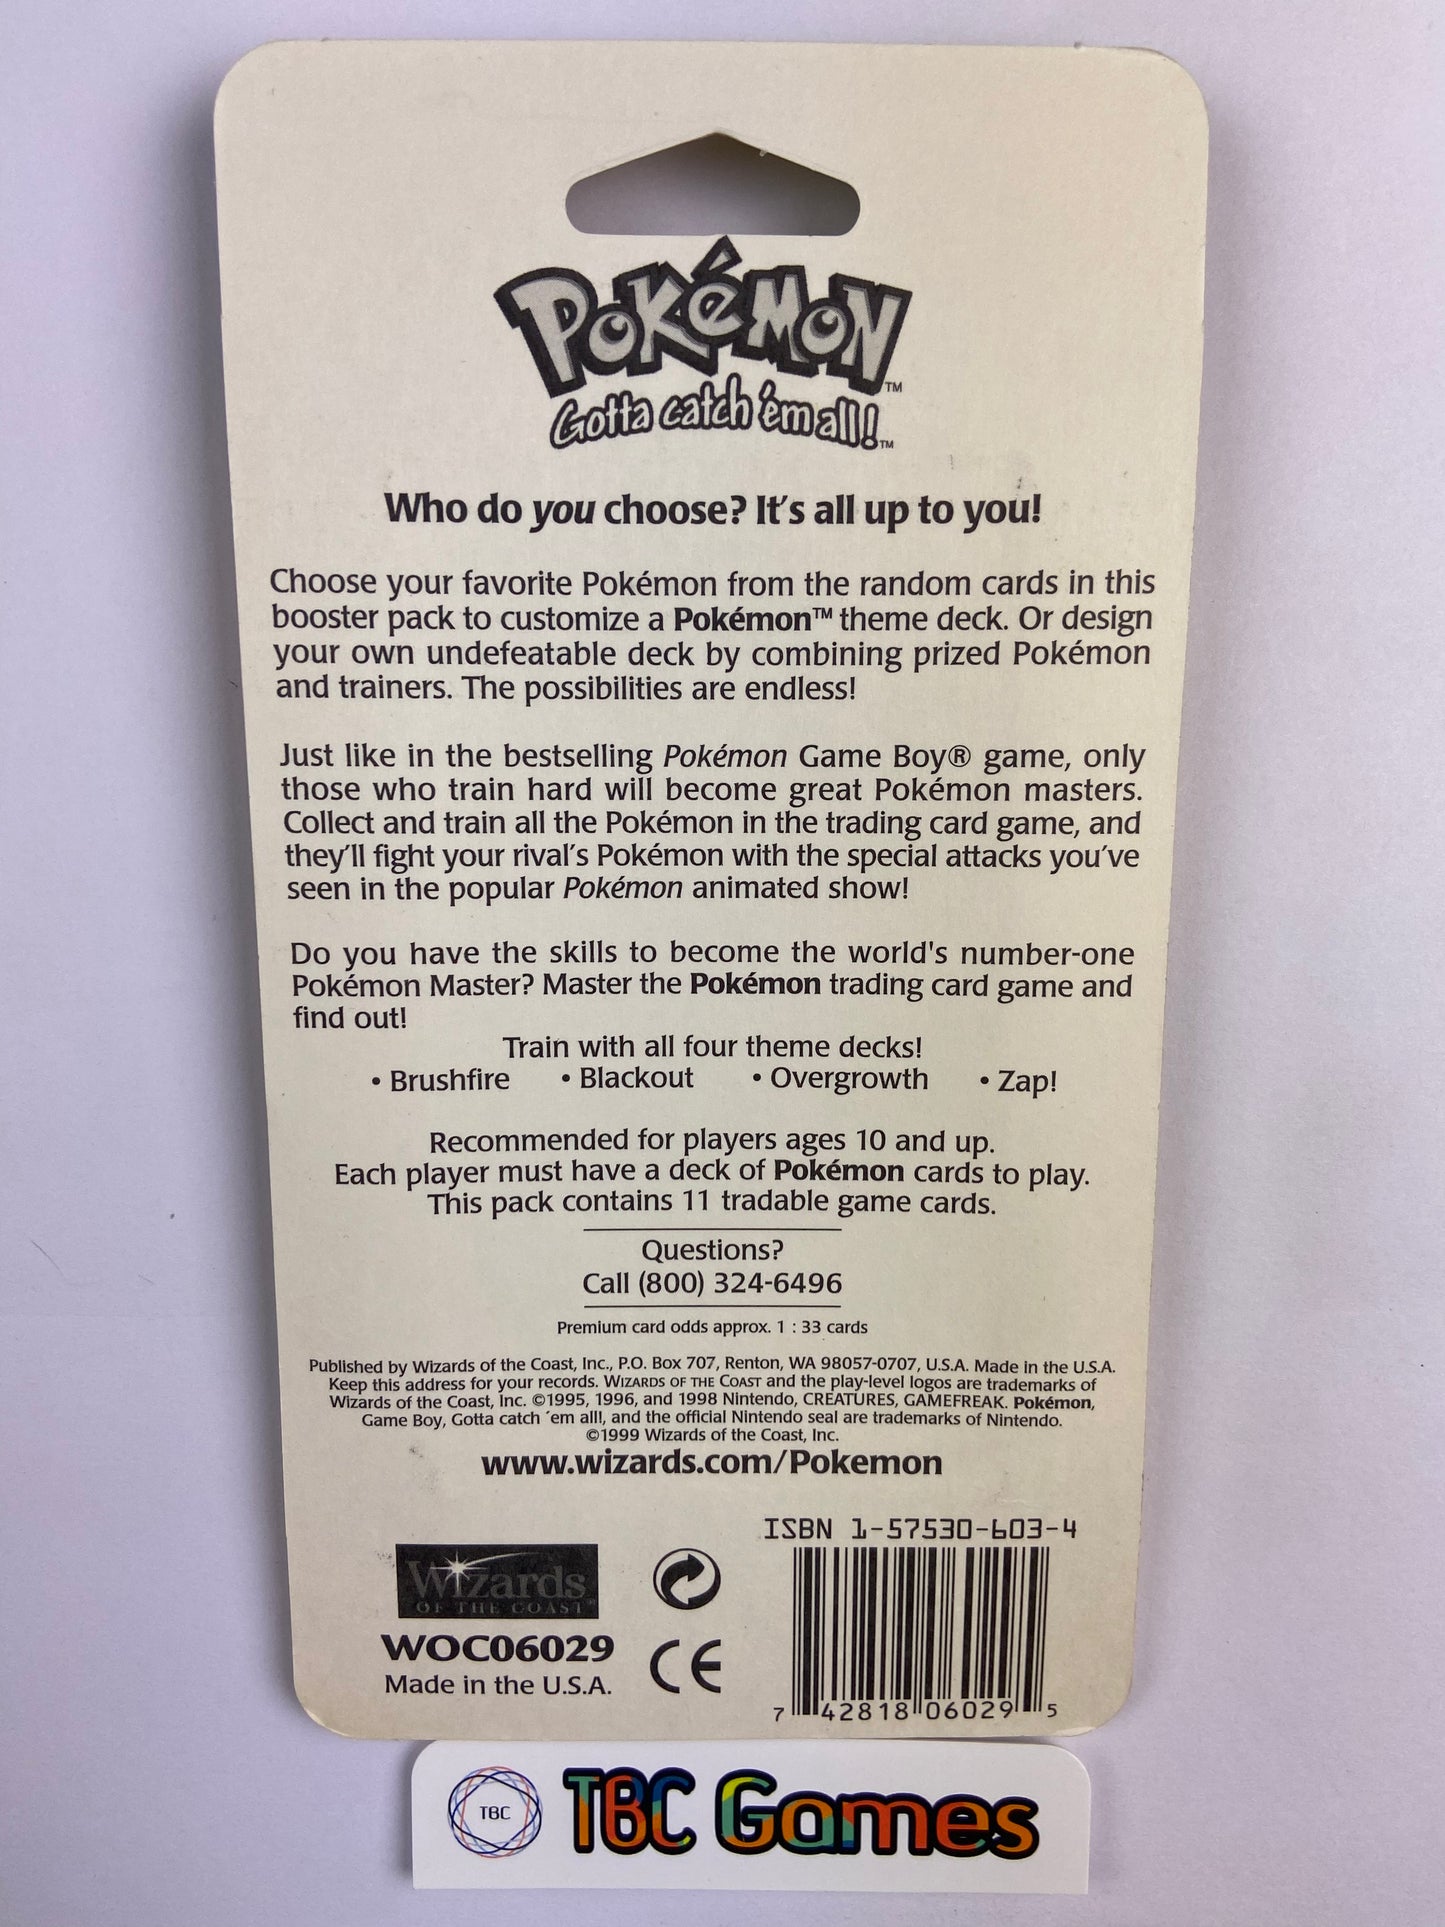 POKéMON™
Gotta catch 'em all!™
Who do you choose? It's all up to you!
Choose your favorite Pokémon from the random cards in this
booster pack to customize a Pokémon™ theme deck. Or design
your own undefeatable deck by combining prized Pokémon
and trainers. The possibilities are endless!
Just like in the bestselling Pokémon Game Boy® game, only
those who train hard will become great Pokémon masters.
Collect and train all the Pokémon in the trading card game, and
they'll fight your rival's Pokémon with the special attacks you've
seen in the popular Pokémon animated show!
Do you have the skills to become the world's number-one
Pokémon Master? Master the Pokémon trading card game and
find out!
Train with all four theme decks!
• Brushfire • Blackout • Overgrowth • Zap!
Recommended for players ages 10 and up.
Each player must have a deck of Pokémon cards to play.
This pack contains 11 tradable game cards.
Questions?
Call (800) 324-6496
Premium card odds approx. 1 : 33 cards
Published by Wizards of the Coast, Inc., P.O. Box 707, Renton, WA 98057-0707, U.S.A. Made in the U.S.A.
Keep this address for your records. WIZARDS OF THE COAST and the play-level logos are trademarks of
Wizards of the Coast, Inc. ©1995, 1996, and 1998 Nintendo, CREATURES, GAMEFREAK. Pokémon,
Game Boy, Gotta catch ´em all!, and the official Nintendo seal are trademarks of Nintendo.
©1999 Wizards of the Coast, Inc.
www.wizards.com/Pokemon
ISBN 1-57530-603-4
Wizards
OF THE COAST®
WOC06029
Made in the U.S.A.
CE
7 42818 06029 5
TBC
TBC Games